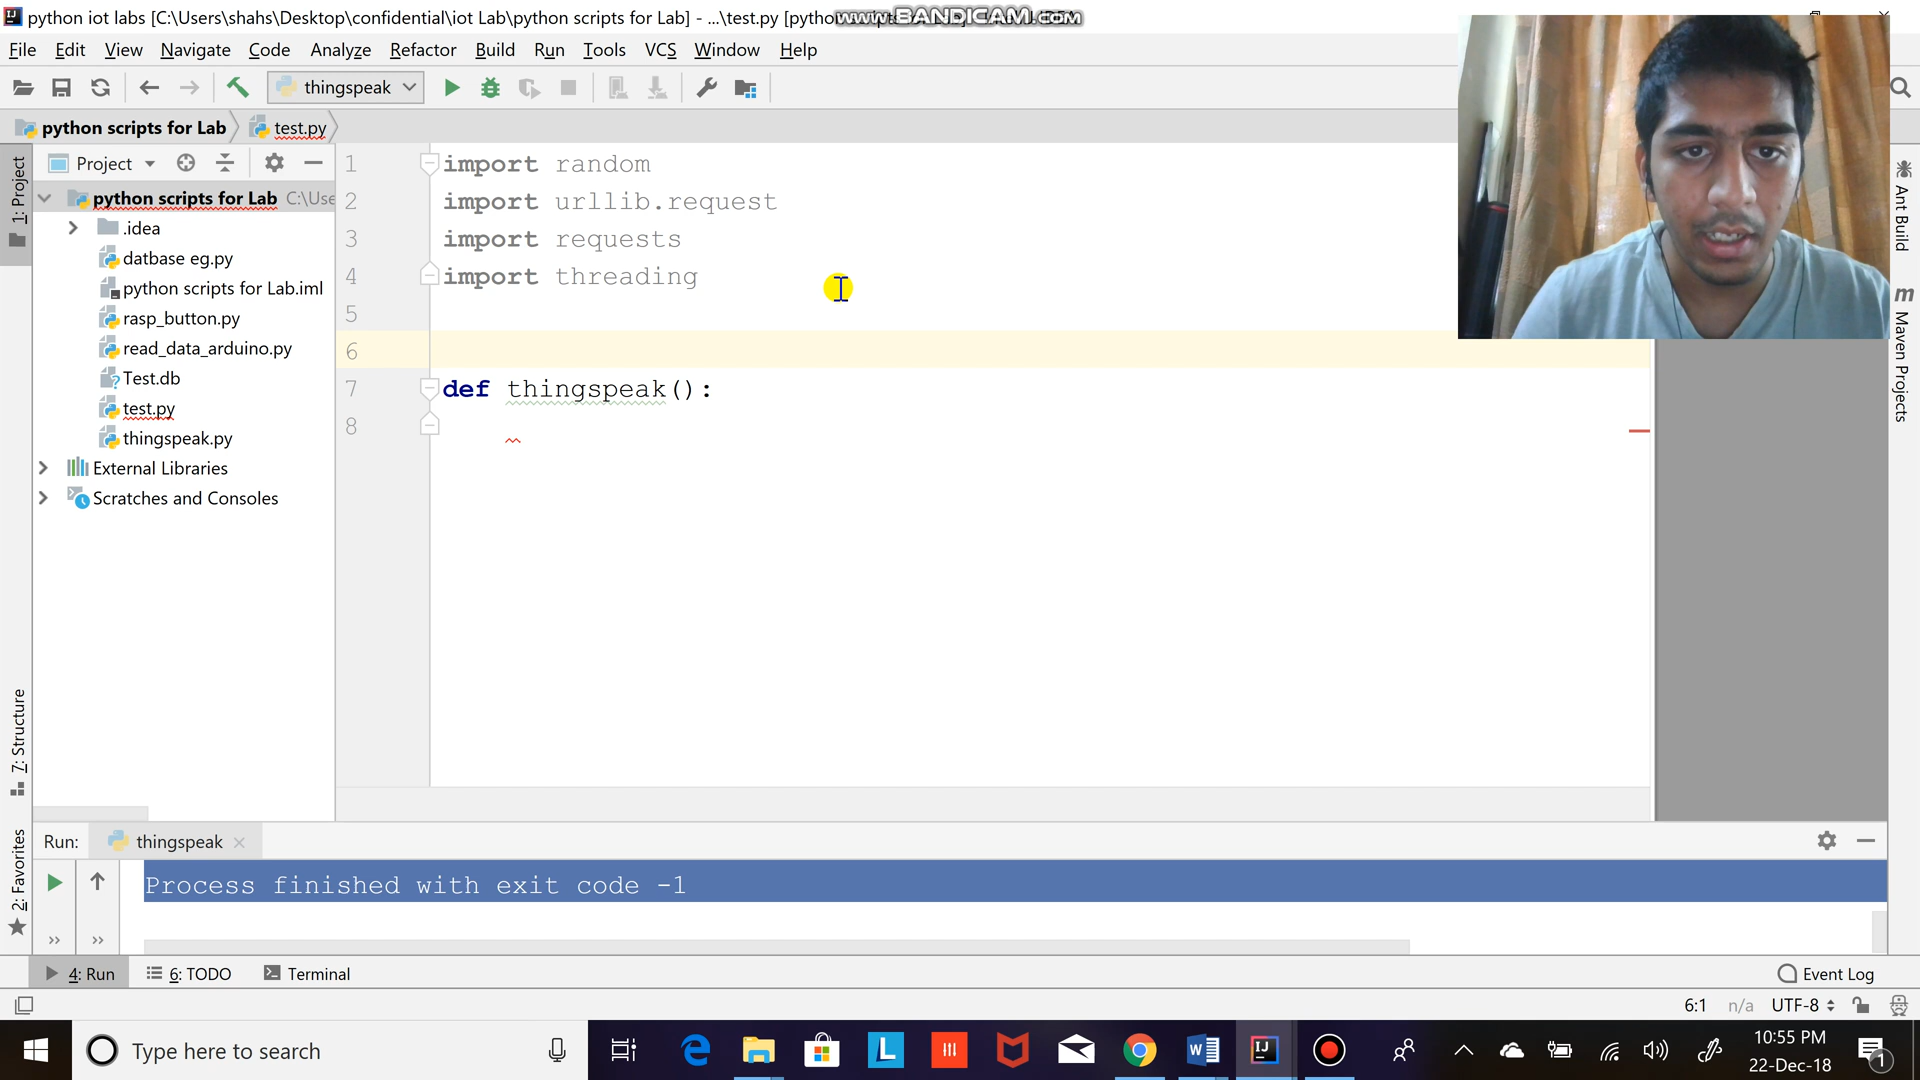 python iot labs [C:\Users\shahs\Desktop\confidential\iot Lab\python scripts for Lab] - ...\test.py [python
www.BANDICAM.com
File Edit View Navigate Code Analyze Refactor Build Run Tools VCS Window Help
thingspeak
python scripts for Lab test.py
Project
python scripts for Lab C:\Use
.idea
datbase eg.py
python scripts for Lab.iml
rasp_button.py
read_data_arduino.py
Test.db
test.py
thingspeak.py
External Libraries
Scratches and Consoles
1: Project
7: Structure
2: Favorites
1 import random
2 import urllib.request
3 import requests
4 import threading
5
6
7 def thingspeak():
8
Ant Build
m Maven Projects
Run: thingspeak
Process finished with exit code -1
4: Run 6: TODO Terminal Event Log
6:1 n/a UTF-8
Type here to search
10:55 PM
22-Dec-18
1